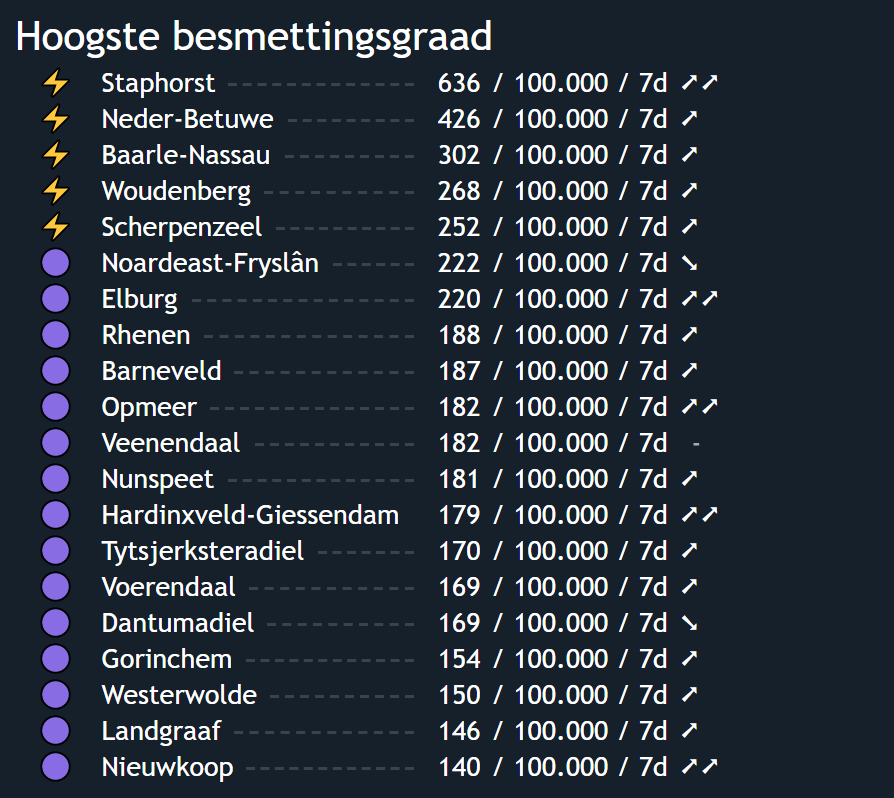 Hoogste besmettingsgraad
⚡ Staphorst 636 / 100.000 / 7d ➚➚
⚡ Neder-Betuwe 426 / 100.000 / 7d ➚
⚡ Baarle-Nassau 302 / 100.000 / 7d ➚
⚡ Woudenberg 268 / 100.000 / 7d ➚
⚡ Scherpenzeel 252 / 100.000 / 7d ➚
🟣 Noardeast-Fryslân 222 / 100.000 / 7d ➘
🟣 Elburg 220 / 100.000 / 7d ➚➚
🟣 Rhenen 188 / 100.000 / 7d ➚
🟣 Barneveld 187 / 100.000 / 7d ➚
🟣 Opmeer 182 / 100.000 / 7d ➚➚
🟣 Veenendaal 182 / 100.000 / 7d -
🟣 Nunspeet 181 / 100.000 / 7d ➚
🟣 Hardinxveld-Giessendam 179 / 100.000 / 7d ➚➚
🟣 Tytsjerksteradiel 170 / 100.000 / 7d ➚
🟣 Voerendaal 169 / 100.000 / 7d ➚
🟣 Dantumadiel 169 / 100.000 / 7d ➘
🟣 Gorinchem 154 / 100.000 / 7d ➚
🟣 Westerwolde 150 / 100.000 / 7d ➚
🟣 Landgraaf 146 / 100.000 / 7d ➚
🟣 Nieuwkoop 140 / 100.000 / 7d ➚➚